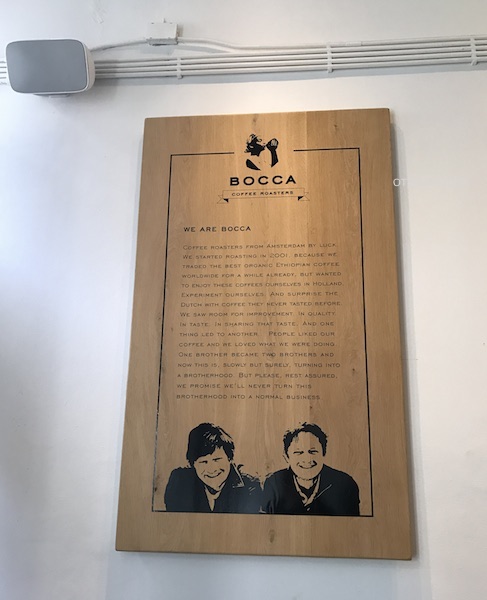 BOCCA
COFFEE ROASTERS
WE ARE BOCCA
COFFEE ROASTERS FROM AMSTERDAM BY LUCK.
WE STARTED ROASTING IN 2001. BECAUSE WE
TRADED THE BEST ORGANIC ETHIOPIAN COFFEE
WORLDWIDE FOR A WHILE ALREADY, BUT WANTED
TO ENJOY THESE COFFEES OURSELVES IN HOLLAND.
EXPERIMENT OURSELVES. AND SURPRISE THE
DUTCH WITH COFFEE THEY NEVER TASTED BEFORE.
WE SAW ROOM FOR IMPROVEMENT. IN QUALITY.
IN TASTE. IN SHARING THAT TASTE. AND ONE
THING LED TO ANOTHER. PEOPLE LIKED OUR
COFFEE AND WE LOVED WHAT WE WERE DOING.
ONE BROTHER BECAME TWO BROTHERS AND
NOW THIS IS, SLOWLY BUT SURELY, TURNING INTO
A BROTHERHOOD. BUT PLEASE, REST ASSURED,
WE PROMISE WE'LL NEVER TURN THIS
BROTHERHOOD INTO A NORMAL BUSINESS.